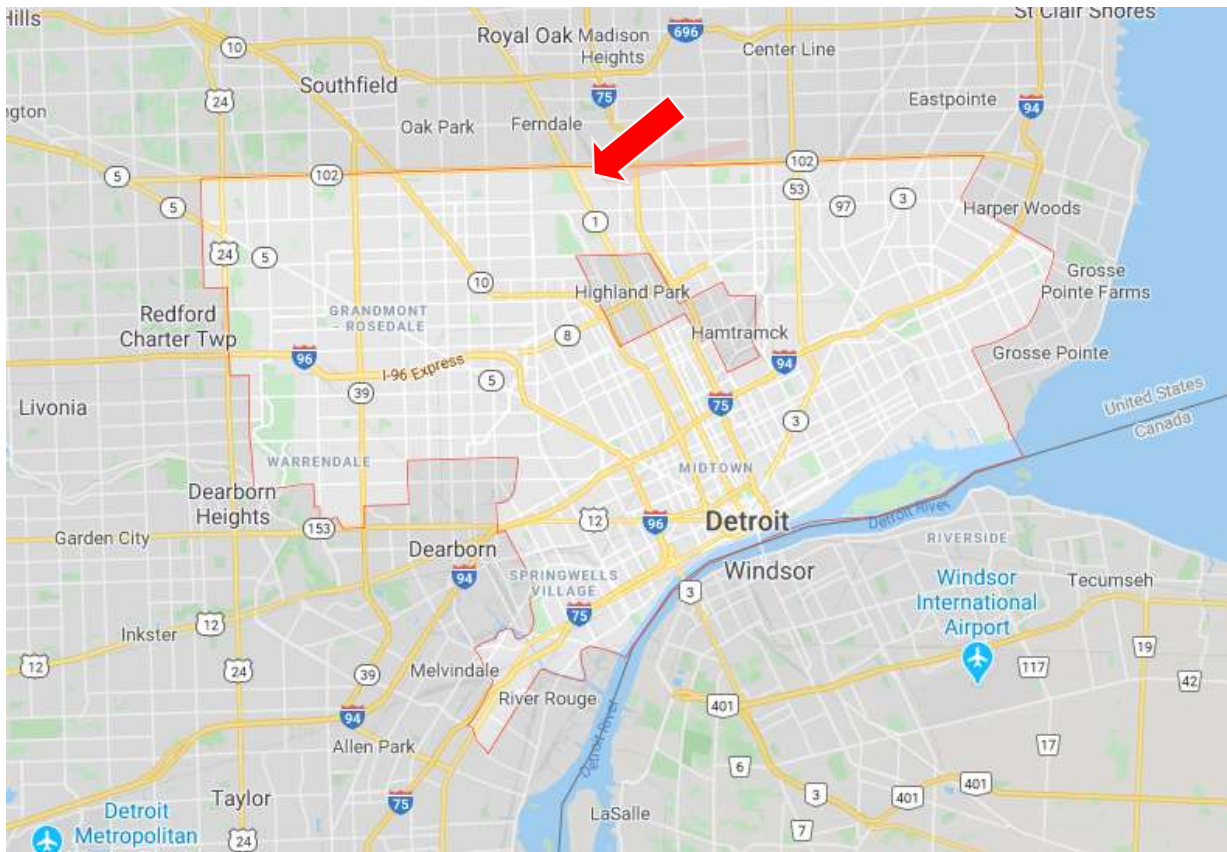 Hills
St Clair Shores
Royal Oak
Madison
Heights
696
10
Center Line
Southfield
24
75
Eastpointe
94
ngton
Oak Park
Ferndale
5
102
102
53
5
97
3
Harper Woods
1
24
5
10
Grosse
Pointe Farms
Highland Park
GRANDMONT
- ROSEDALE
Redford
Charter Twp
8
Hamtramck
96
I-96 Express
94
Grosse Pointe
5
39
75
United States
Canada
Livonia
3
WARRENDALE
MIDTOWN
Dearborn
Heights
12
96
Detroit
Detroit River
153
Garden City
Dearborn
RIVERSIDE
94
SPRINGWELLS
VILLAGE
Windsor
Windsor
International
Airport
Tecumseh
3
75
12
Inkster
19
12
24
39
Melvindale
117
42
River Rouge
401
94
Allen Park
Detroit River
17
6
401
401
3
75
Taylor
LaSalle
7
Detroit
Metropolitan
24